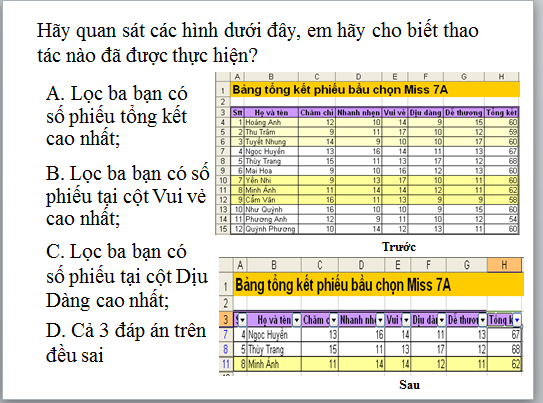 Hãy quan sát các hình dưới đây, em hãy cho biết thao
tác nào đã được thực hiện?
A. Lọc ba bạn có
số phiếu tổng kết
cao nhất;
B. Lọc ba bạn có số
phiếu tại cột Vui vẻ
cao nhất;
C. Lọc ba bạn có
số phiếu tại cột Dịu
Dàng cao nhất;
D. Cả 3 đáp án trên
đều sai
A B C D E F G H
1 Bảng tổng kết phiếu bầu chọn Miss 7A
2
3 Stt Họ và tên Chăm chỉ Nhanh nhẹn Vui vẻ Dịu dàng Dễ thương Tổng kết
4 1 Hoàng Anh 12 10 14 9 15 60
5 2 Thu Trâm 9 11 17 10 12 59
6 3 Tuyết Nhung 14 9 10 10 17 60
7 4 Ngọc Huyền 13 16 14 11 13 67
8 5 Thùy Trang 15 11 13 17 12 68
9 6 Mai Hoa 9 10 16 12 13 60
10 7 Yến Nhi 9 13 17 10 11 60
11 8 Minh Ánh 11 14 14 12 11 62
12 9 Cẩm Vân 16 11 13 9 9 58
13 10 Như Quỳnh 16 10 10 9 15 60
14 11 Phương Anh 12 9 11 10 12 54
15 12 Quỳnh Phương 10 14 12 13 11 60
Trước
A B C D E F G H
1 Bảng tổng kết phiếu bầu chọn Miss 7A
2
3 Họ và tên Chăm Nhanh nhẹ Vui Dịu dàn Dễ thươ Tổng k
7 4 Ngọc Huyền 13 16 14 11 13 67
8 5 Thùy Trang 15 11 13 17 12 68
11 8 Minh Ánh 11 14 14 12 11 62
Sau